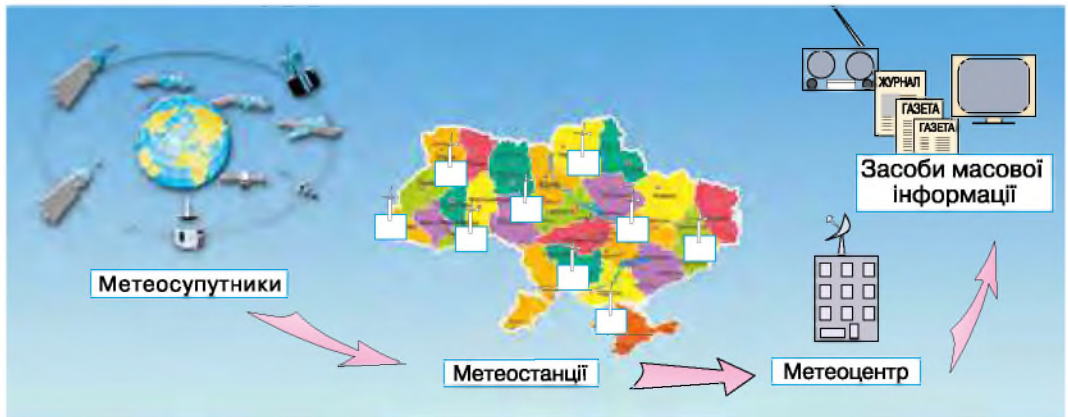 Метеосупутники
Метеостанції
Метеоцентр
ЖУРНАЛ
ГАЗЕТА
ГАЗЕТА
Засоби масової
інформації